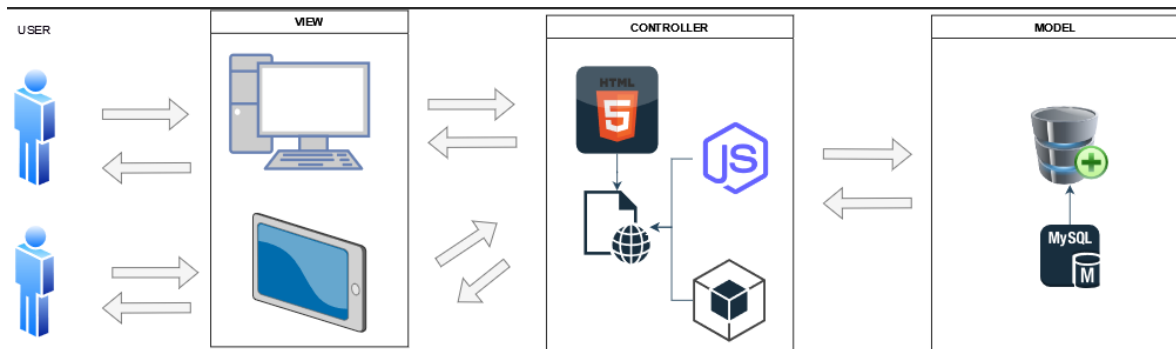 USER
VIEW
CONTROLLER
MODEL
HTML
5
JS
MySQL
M